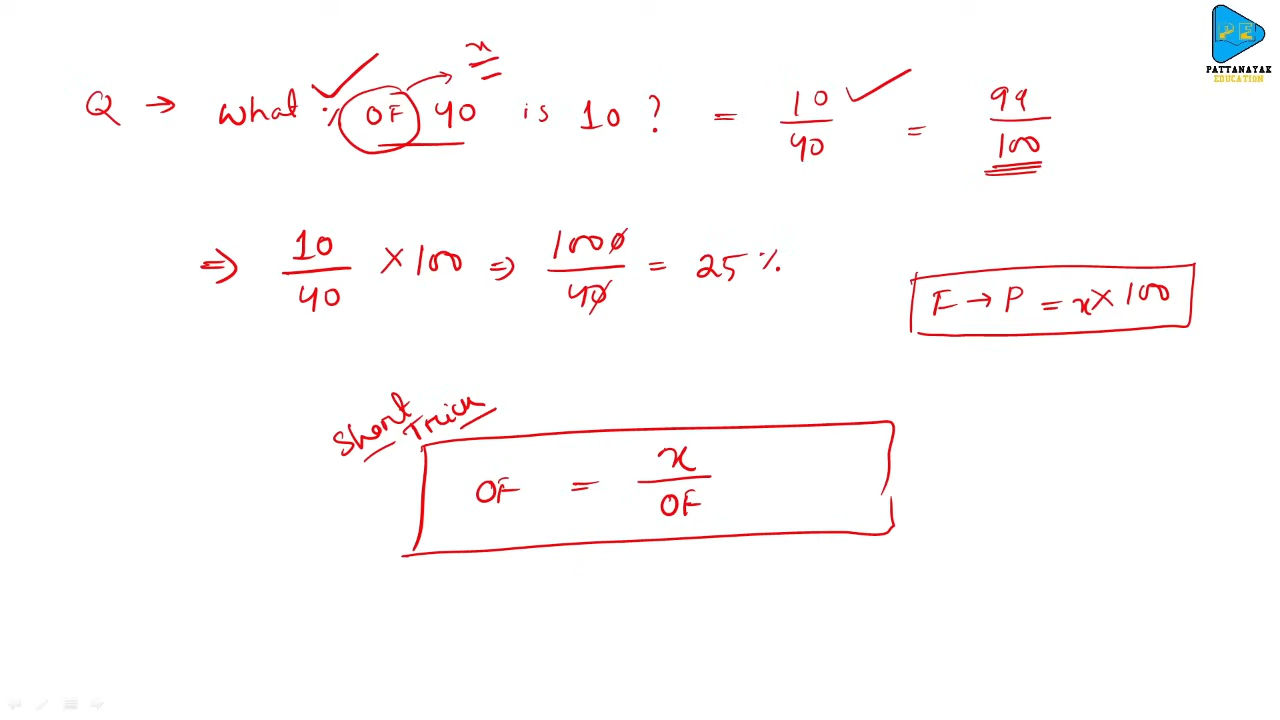 x
Q → What % OF 40 is 10 ? = 10/40 = 99/100
⇒ 10/40 × 100 ⇒ 1000/40 = 25 %
F → P = x × 100
Short Trick
OF = x/OF
PE
PATTANAYAK
EDUCATION